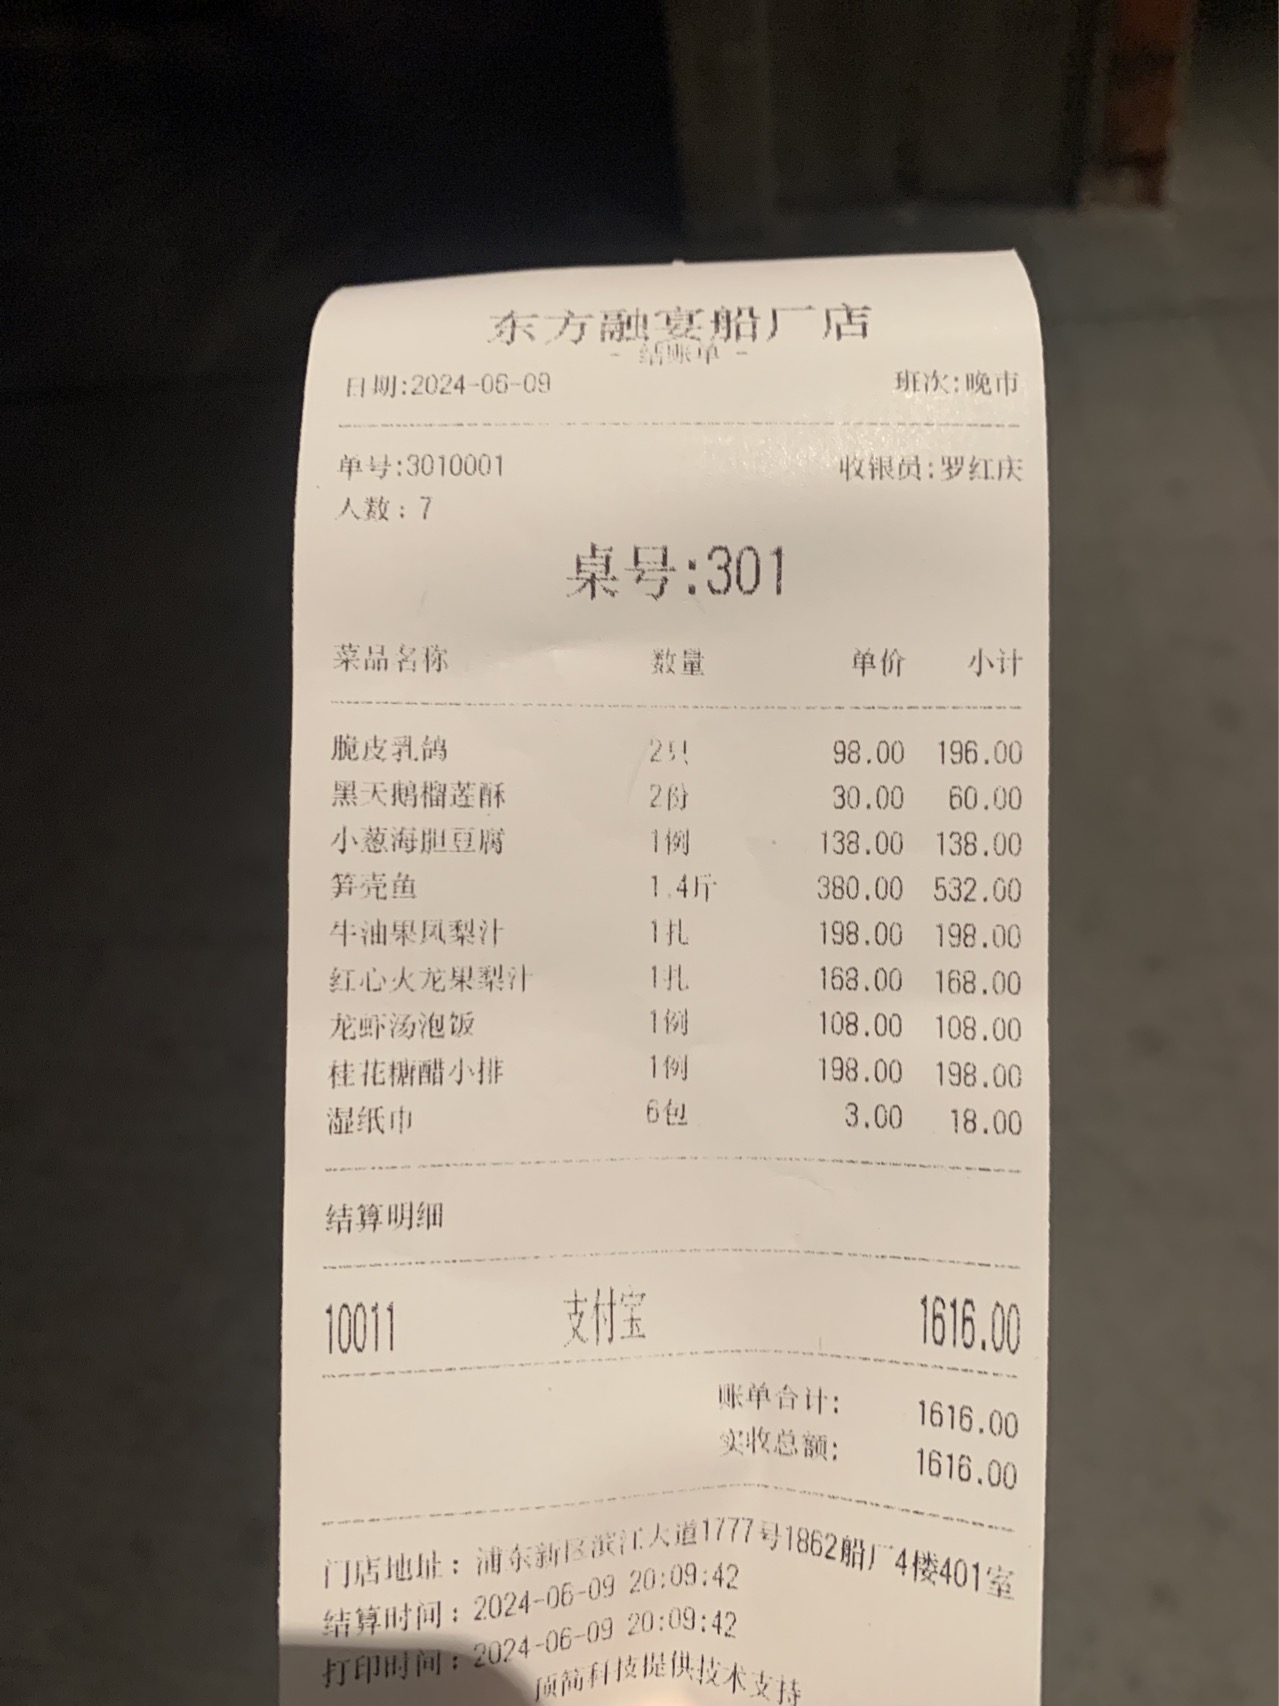 东方融宴船厂店
- 结账单 -
日期:2024-06-09 班次:晚市
单号:3010001 收银员:罗红庆
人数: 7
桌号:301
菜品名称 数量 单价 小计
脆皮乳鸽 2只 98.00 196.00
黑天鹅榴莲酥 2份 30.00 60.00
小葱海胆豆腐 1例 138.00 138.00
笋壳鱼 1.4斤 380.00 532.00
牛油果凤梨汁 1扎 198.00 198.00
红心火龙果梨汁 1扎 168.00 168.00
龙虾汤泡饭 1例 108.00 108.00
桂花糖醋小排 1例 198.00 198.00
湿纸巾 6包 3.00 18.00
结算明细
10011 支付宝 1616.00
账单合计: 1616.00
实收总额: 1616.00
门店地址: 浦东新区滨江大道1777号1862船厂4楼401室
结算时间: 2024-06-09 20:09:42
打印时间: 2024-06-09 20:09:42
顶简科技提供技术支持